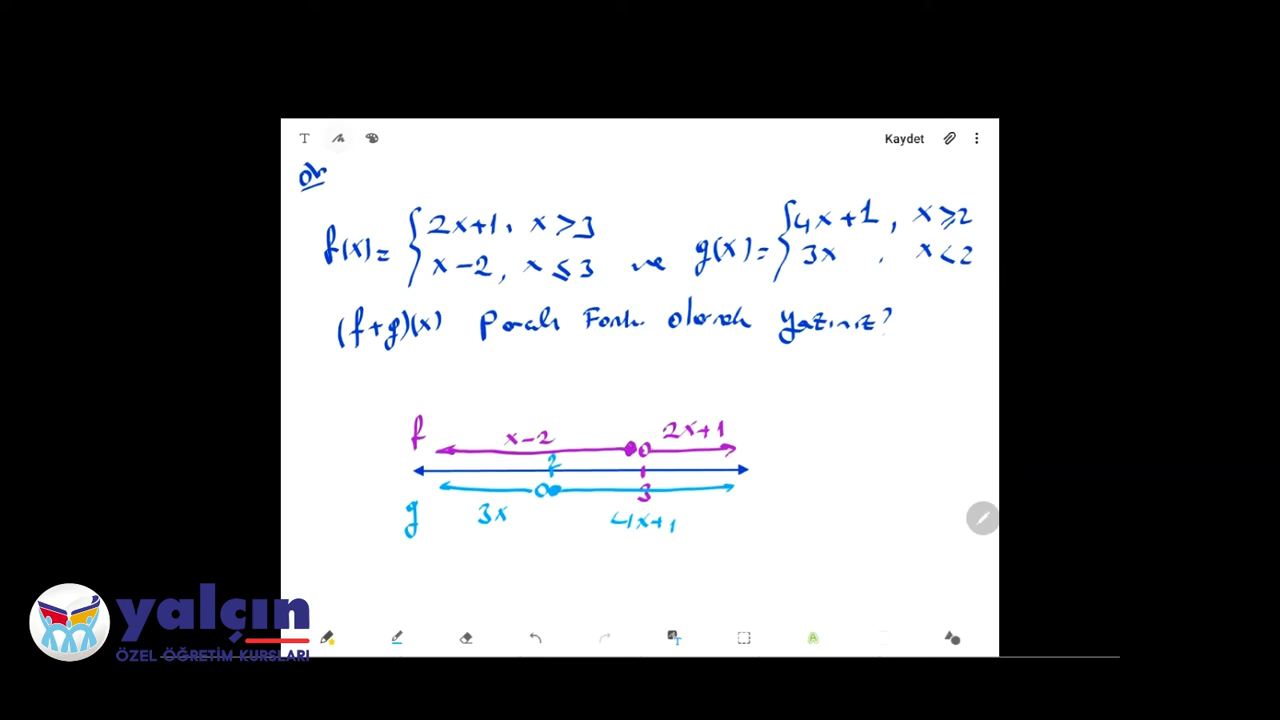 T Kaydet
Ör
f(x)= { 2x+1, x>3
x-2, x≤3 ve g(x)= { 4x+1, x≥2
3x, x<2
(f+g)(x) Parçalı Fonk. olarak yazınız?
f x-2 2x+1
2
3
g 3x 4x+1
yalçın
ÖZEL ÖĞRETİM KURSLARI
T
A